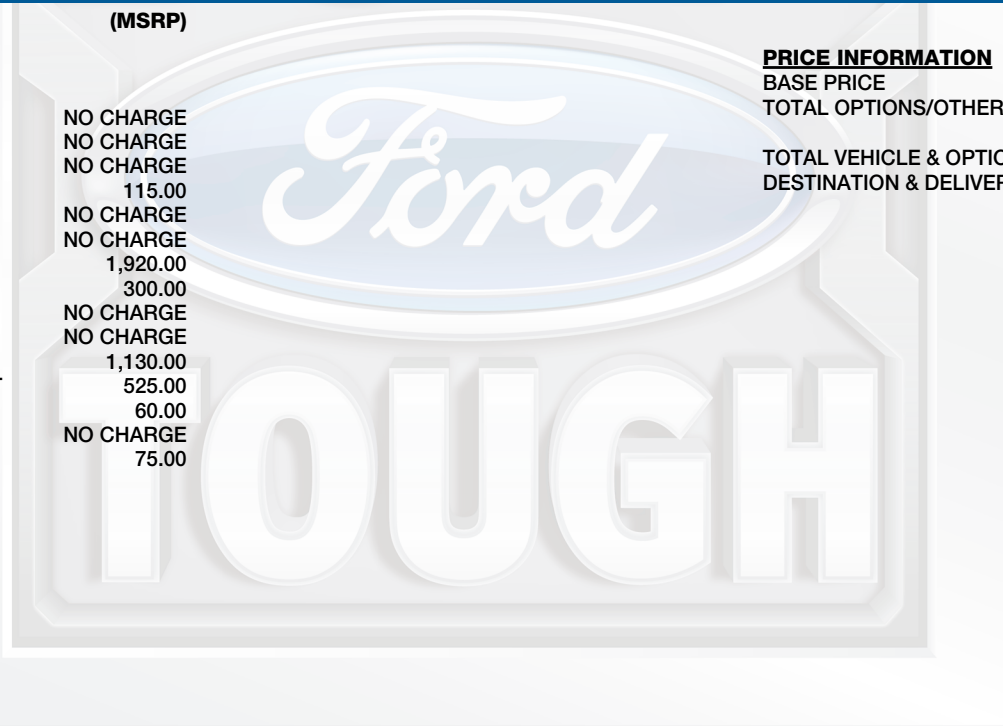 (MSRP)
NO CHARGE
NO CHARGE
NO CHARGE
115.00
NO CHARGE
NO CHARGE
1,920.00
300.00
NO CHARGE
NO CHARGE
1,130.00
525.00
60.00
NO CHARGE
75.00
PRICE INFORMATION
BASE PRICE
TOTAL OPTIONS/OTHER
TOTAL VEHICLE & OPTIO
DESTINATION & DELIVER
Ford
TOUGH